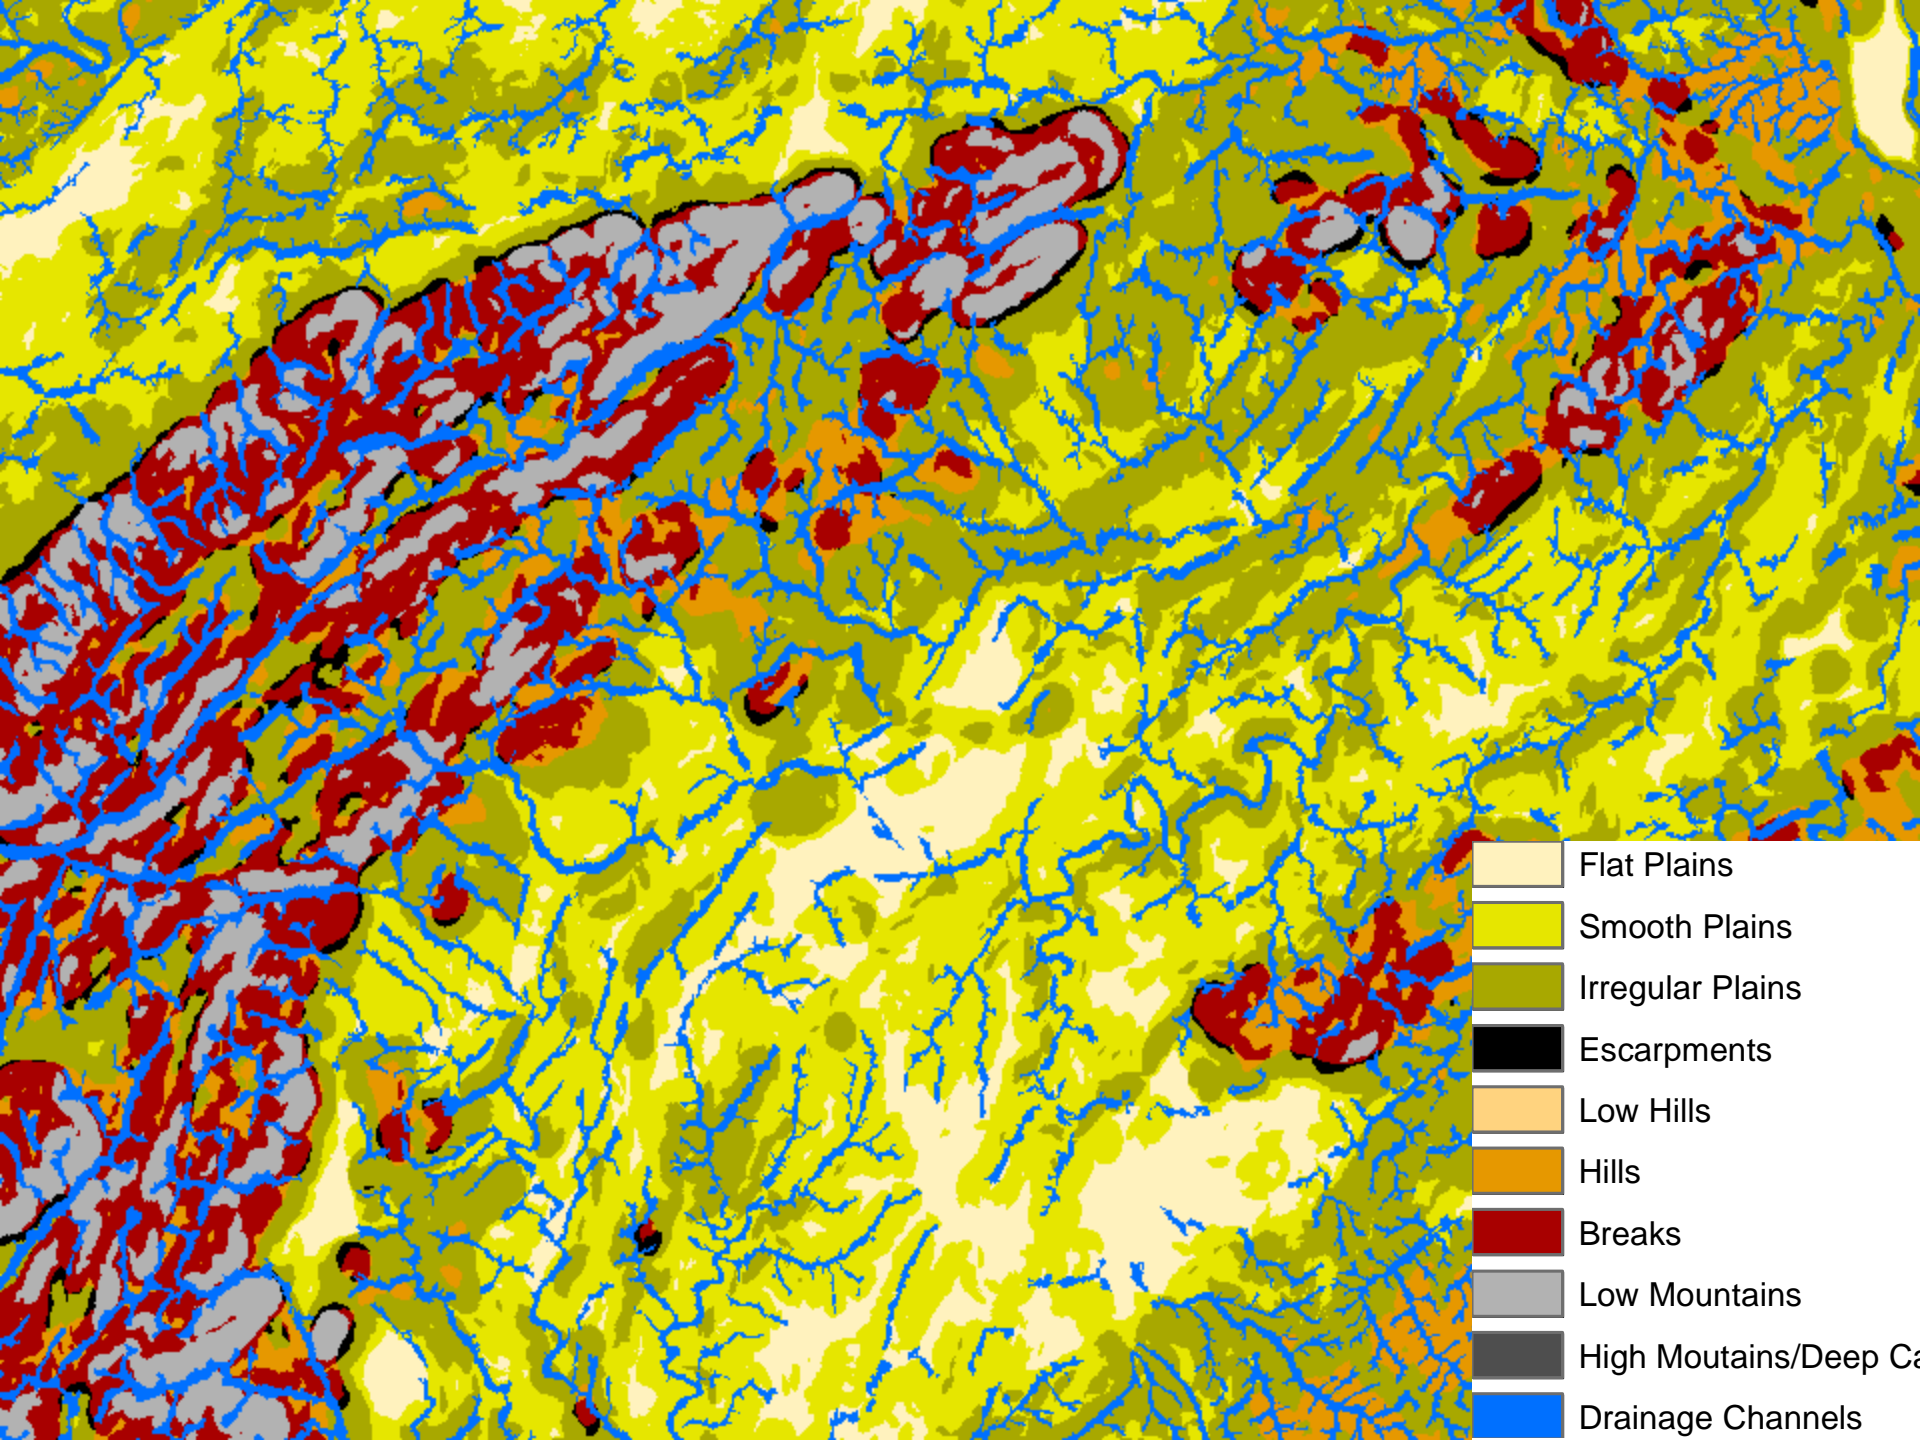 Flat Plains
Smooth Plains
Irregular Plains
Escarpments
Low Hills
Hills
Breaks
Low Mountains
High Moutains/Deep Ca
Drainage Channels